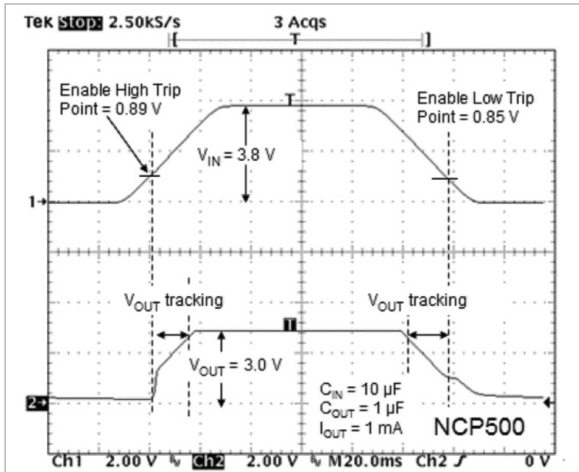 Tek Stop: 2.50kS/s 3 Acqs
[ T ]
Enable High Trip
Point = 0.89 V
Enable Low Trip
Point = 0.85 V
T
VIN = 3.8 V
1→
VOUT tracking
VOUT tracking
T
VOUT = 3.0 V
CIN = 10 µF
COUT = 1 µF
IOUT = 1 mA
NCP500
2→
Ch1 2.00 V BW Ch2 2.00 V BW M20.0ms Ch2 ∫ 0 V